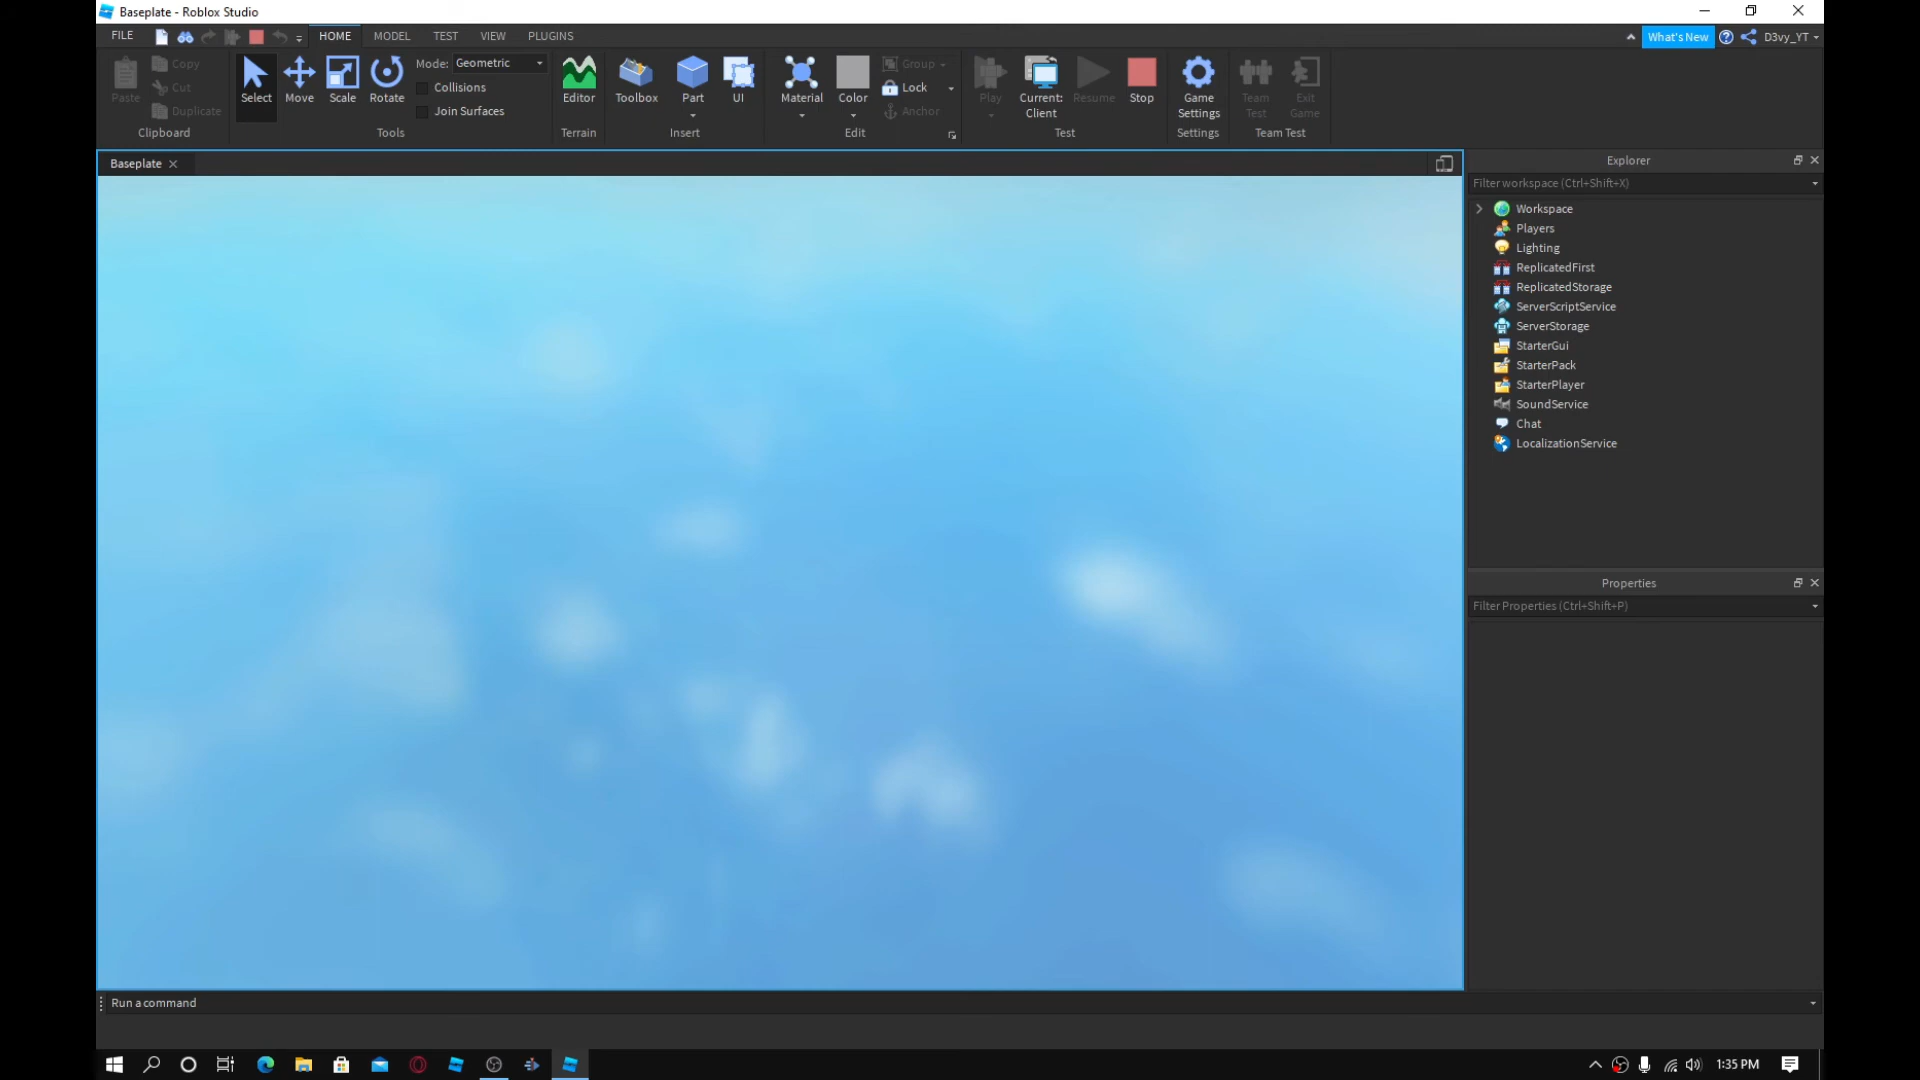 Baseplate - Roblox Studio
FILE HOME MODEL TEST VIEW PLUGINS What's New D3vy_YT
Paste Copy Cut Duplicate
Clipboard
Select Move Scale Rotate
Mode: Geometric
Collisions
Join Surfaces
Tools
Editor
Terrain
Toolbox Part UI
Insert
Material Color
Group
Lock
Anchor
Edit
Play Current: Client Resume Stop
Test
Game Settings
Settings
Team Test Exit Game
Team Test
Baseplate
Explorer
Filter workspace (Ctrl+Shift+X)
Workspace
Players
Lighting
ReplicatedFirst
ReplicatedStorage
ServerScriptService
ServerStorage
StarterGui
StarterPack
StarterPlayer
SoundService
Chat
LocalizationService
Properties
Filter Properties (Ctrl+Shift+P)
Run a command
1:35 PM